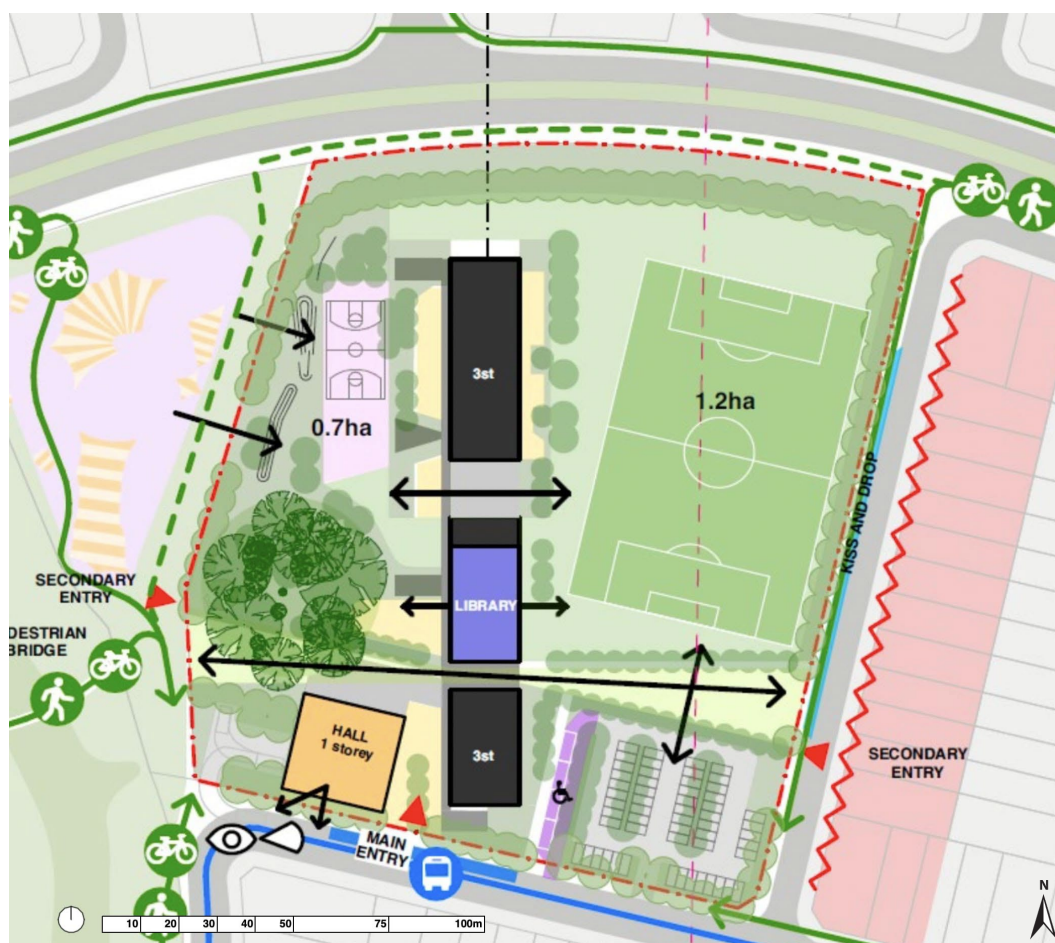 3st
1.2ha
0.7ha
KISS AND DROP
SECONDARY
ENTRY
LIBRARY
DESTRIAN
BRIDGE
HALL
1 storey
3st
SECONDARY
ENTRY
MAIN
ENTRY
N
10 20 30 40 50 75 100m